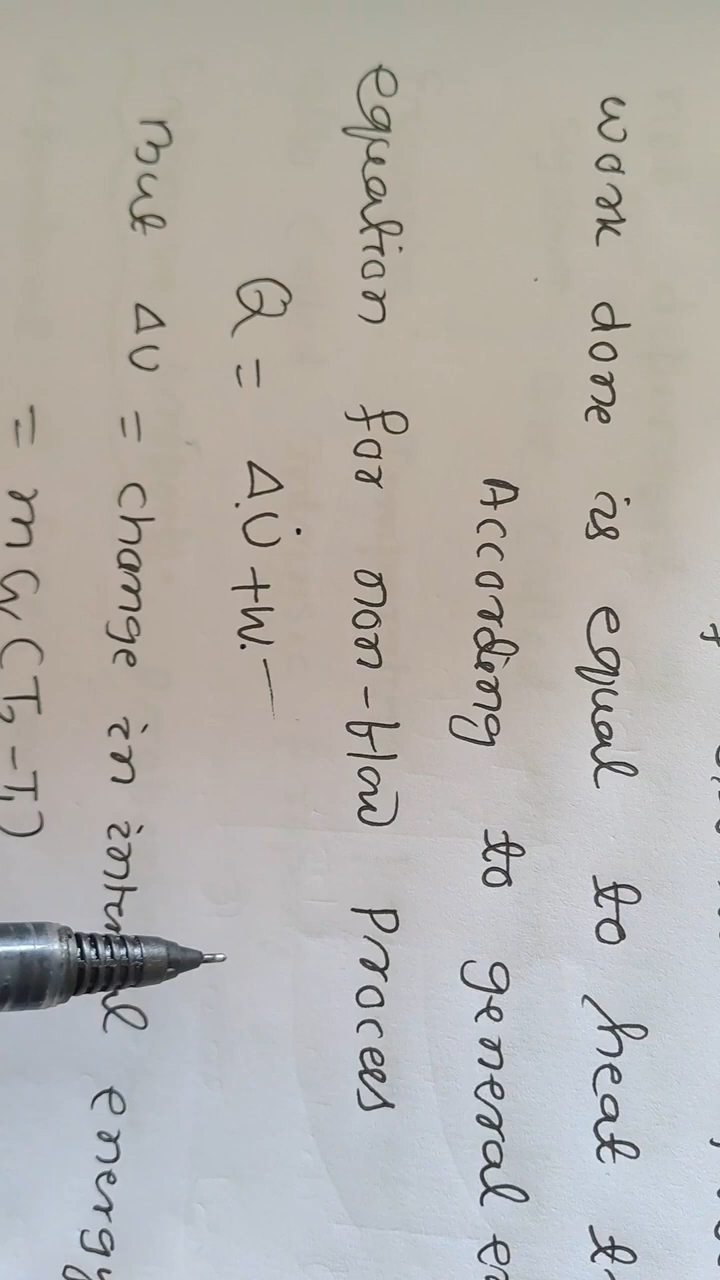 work done is equal to heat
According to general
equation for non-flow process
Q = ΔU + W.
But ΔU = change in internal energy
= m Cv (T2 - T1)